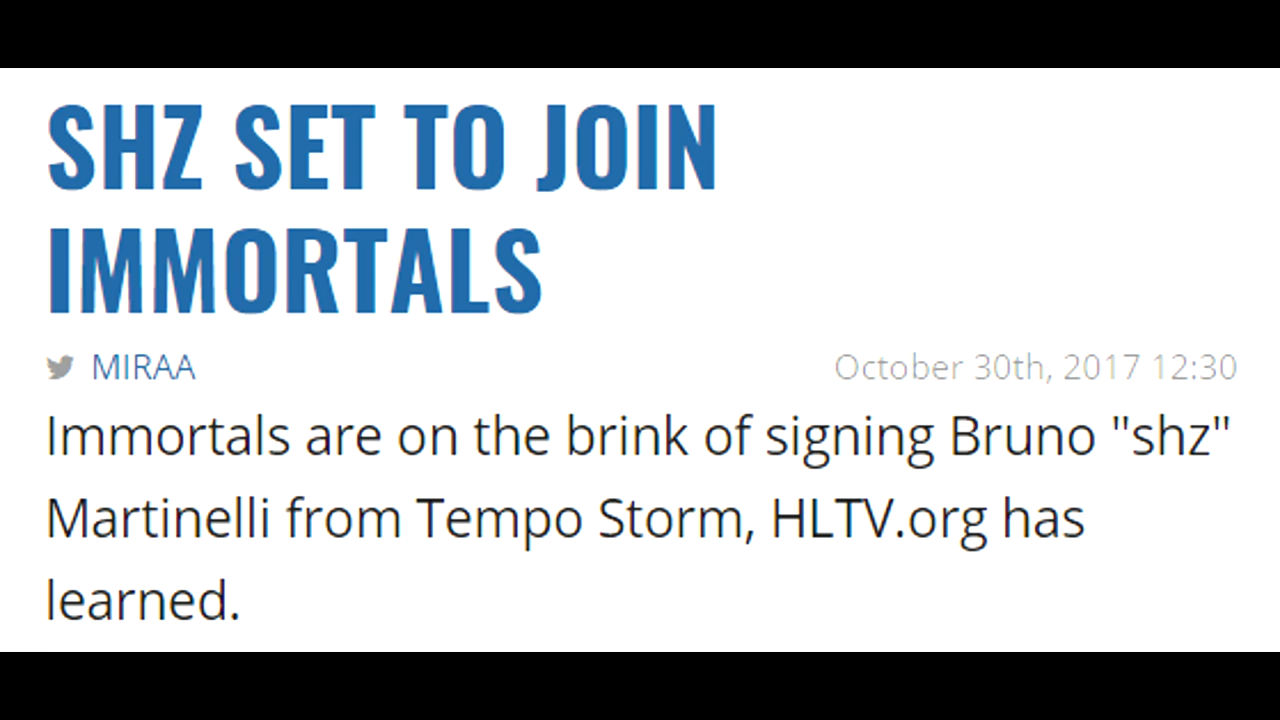 SHZ SET TO JOIN
IMMORTALS
MIRAA
October 30th, 2017 12:30
Immortals are on the brink of signing Bruno "shz"
Martinelli from Tempo Storm, HLTV.org has
learned.